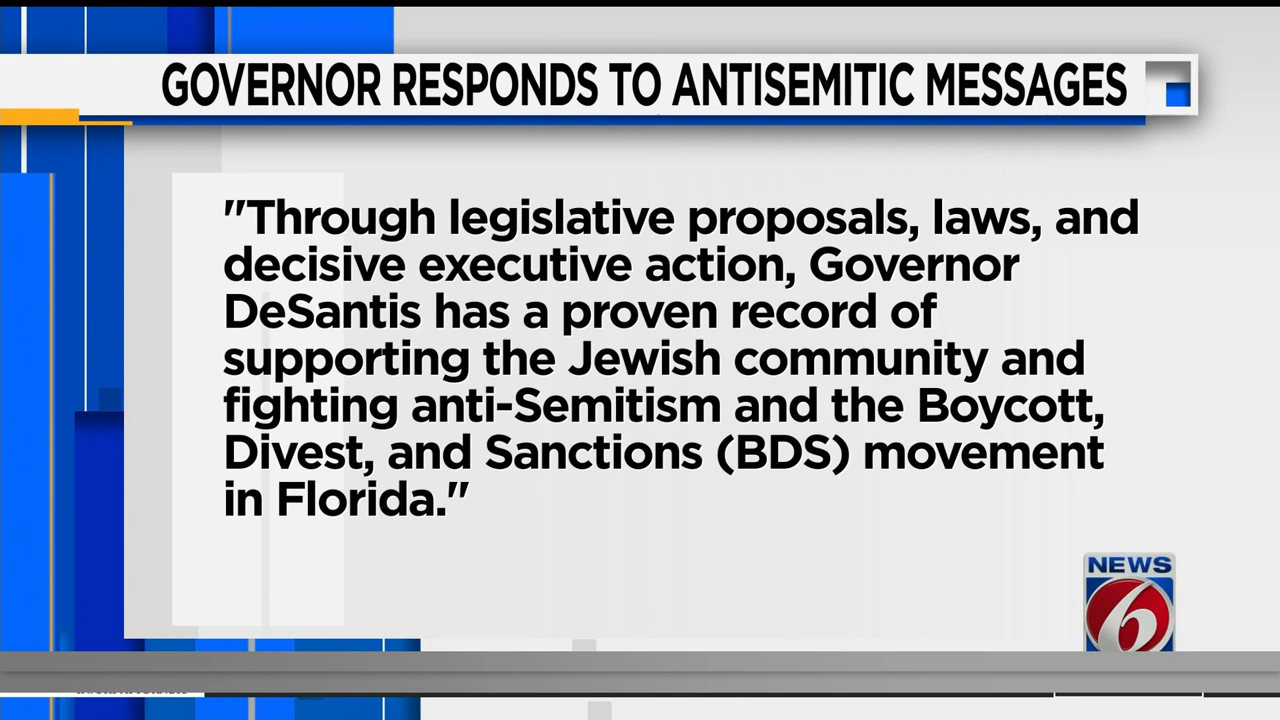 GOVERNOR RESPONDS TO ANTISEMITIC MESSAGES
"Through legislative proposals, laws, and
decisive executive action, Governor
DeSantis has a proven record of
supporting the Jewish community and
fighting anti-Semitism and the Boycott,
Divest, and Sanctions (BDS) movement
in Florida."
NEWS
6